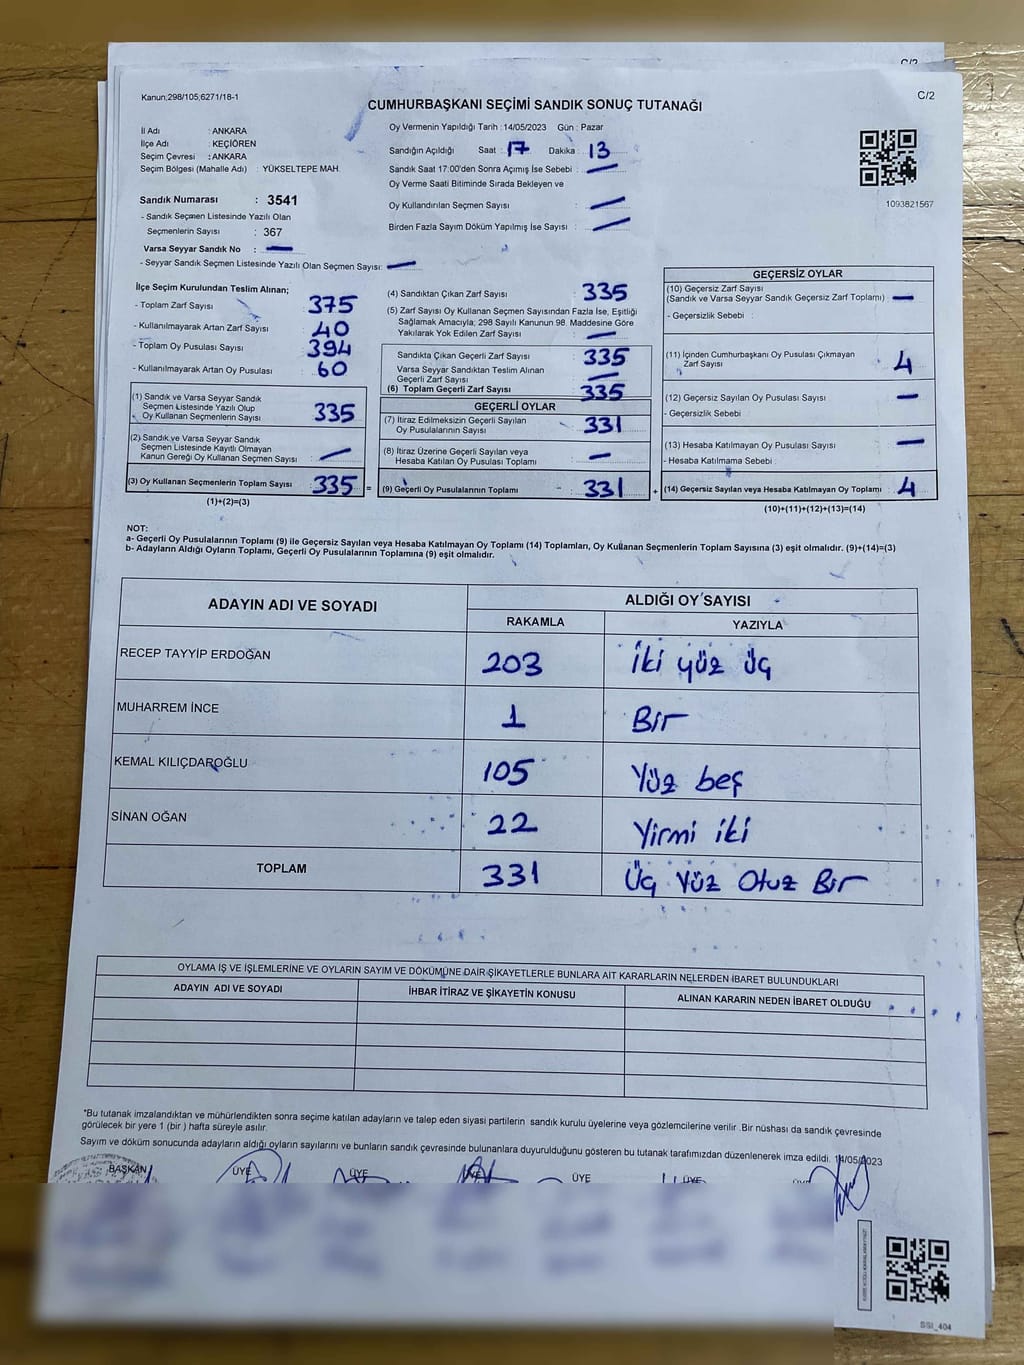 C/2
Kanun;298/105;6271/18-1
C/2
CUMHURBAŞKANI SEÇİMİ SANDIK SONUÇ TUTANAĞI
İl Adı : ANKARA
İlçe Adı : KEÇİÖREN
Seçim Çevresi : ANKARA
Seçim Bölgesi (Mahalle Adı) : YÜKSELTEPE MAH.
Sandık Numarası : 3541
- Sandık Seçmen Listesinde Yazılı Olan
Seçmenlerin Sayısı : 367
Varsa Seyyar Sandık No : —
- Seyyar Sandık Seçmen Listesinde Yazılı Olan Seçmen Sayısı: —
Oy Vermenin Yapıldığı Tarih : 14/05/2023 Gün : Pazar
Sandığın Açıldığı Saat : 17 Dakika : 13
Sandık Saat 17:00'den Sonra Açımış İse Sebebi : —
Oy Verme Saati Bitiminde Sırada Bekleyen ve
Oy Kullandırılan Seçmen Sayısı : —
Birden Fazla Sayım Döküm Yapılmış İse Sayısı : —
1093821567
İlçe Seçim Kurulundan Teslim Alınan;
- Toplam Zarf Sayısı 375
- Kullanılmayarak Artan Zarf Sayısı 40
- Toplam Oy Pusulası Sayısı 394
- Kullanılmayarak Artan Oy Pusulası 60
(1) Sandık ve Varsa Seyyar Sandık
Seçmen Listesinde Yazılı Olup
Oy Kullanan Seçmenlerin Sayısı 335
(2) Sandık ve Varsa Seyyar Sandık
Seçmen Listesinde Kayıtlı Olmayan
Kanun Gereği Oy Kullanan Seçmen Sayısı —
(3) Oy Kullanan Seçmenlerin Toplam Sayısı 335 =
(1)+(2)=(3)
(4) Sandıktan Çıkan Zarf Sayısı : 335
(5) Zarf Sayısı Oy Kullanan Seçmen Sayısından Fazla İse, Eşitliği
Sağlamak Amacıyla; 298 Sayılı Kanunun 98. Maddesine Göre
Yakılarak Yok Edilen Zarf Sayısı : —
Sandıkta Çıkan Geçerli Zarf Sayısı : 335
Varsa Seyyar Sandıktan Teslim Alınan
Geçerli Zarf Sayısı : —
(6) Toplam Geçerli Zarf Sayısı 335
GEÇERLİ OYLAR
(7) İtiraz Edilmeksizin Geçerli Sayılan
Oy Pusulalarının Sayısı : 331
(8) İtiraz Üzerine Geçerli Sayılan veya
Hesaba Katılan Oy Pusulası Toplamı : —
(9) Geçerli Oy Pusulalarının Toplamı : 331 +
GEÇERSİZ OYLAR
(10) Geçersiz Zarf Sayısı
(Sandık ve Varsa Seyyar Sandık Geçersiz Zarf Toplamı) : —
- Geçersizlik Sebebi :
(11) İçinden Cumhurbaşkanı Oy Pusulası Çıkmayan
Zarf Sayısı : 4
(12) Geçersiz Sayılan Oy Pusulası Sayısı : —
- Geçersizlik Sebebi
(13) Hesaba Katılmayan Oy Pusulası Sayısı : —
- Hesaba Katılmama Sebebi :
(14) Geçersiz Sayılan veya Hesaba Katılmayan Oy Toplamı : 4
(10)+(11)+(12)+(13)=(14)
NOT:
a- Geçerli Oy Pusulalarının Toplamı (9) ile Geçersiz Sayılan veya Hesaba Katılmayan Oy Toplamı (14) Toplamları, Oy Kullanan Seçmenlerin Toplam Sayısına (3) eşit olmalıdır. (9)+(14)=(3)
b- Adayların Aldığı Oyların Toplamı, Geçerli Oy Pusulalarının Toplamına (9) eşit olmalıdır.
ADAYIN ADI VE SOYADI ALDIĞI OY SAYISI
RAKAMLA YAZIYLA
RECEP TAYYİP ERDOĞAN 203 İki yüz üç
MUHARREM İNCE 1 Bir
KEMAL KILIÇDAROĞLU 105 Yüz beş
SİNAN OĞAN 22 Yirmi iki
TOPLAM 331 Üç Yüz Otuz Bir
OYLAMA İŞ VE İŞLEMLERİNE VE OYLARIN SAYIM VE DÖKÜMÜNE DAİR ŞİKAYETLERLE BUNLARA AİT KARARLARIN NELERDEN İBARET BULUNDUKLARI
ADAYIN ADI VE SOYADI İHBAR İTİRAZ VE ŞİKAYETİN KONUSU ALINAN KARARIN NEDEN İBARET OLDUĞU
*Bu tutanak imzalandıktan ve mühürlendikten sonra seçime katılan adayların ve talep eden siyasi partilerin sandık kurulu üyelerine veya gözlemcilerine verilir. Bir nüshası da sandık çevresinde
görülecek bir yere 1 (bir) hafta süreyle asılır.
Sayım ve döküm sonucunda adayların aldığı oyların sayılarını ve bunların sandık çevresinde bulunanlara duyurulduğunu gösteren bu tutanak tarafımızdan düzenlenerek imza edildi. 14/05/2023
BAŞKAN ÜYE ÜYE ÜYE ÜYE ÜYE ÜYE
SSI_404